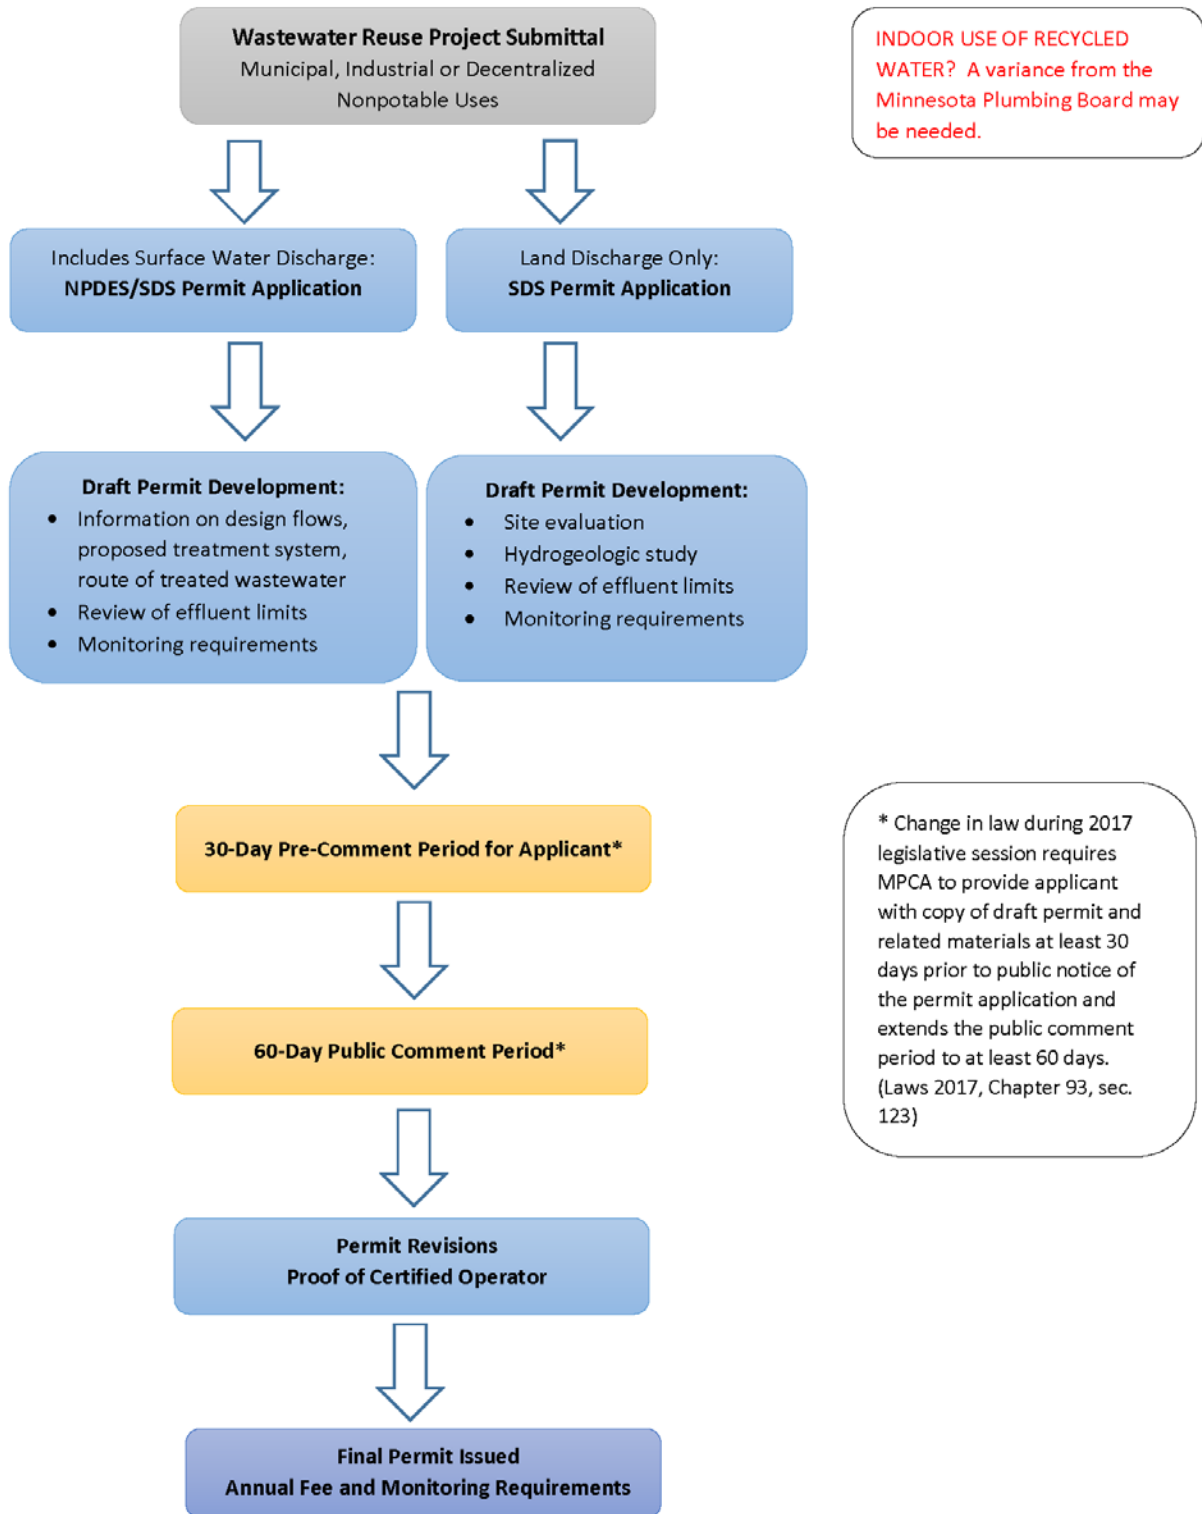 Wastewater Reuse Project Submittal
Municipal, Industrial or Decentralized
Nonpotable Uses
INDOOR USE OF RECYCLED
WATER? A variance from the
Minnesota Plumbing Board may
be needed.
Includes Surface Water Discharge:
NPDES/SDS Permit Application
Land Discharge Only:
SDS Permit Application
Draft Permit Development:
• Information on design flows,
proposed treatment system,
route of treated wastewater
• Review of effluent limits
• Monitoring requirements
Draft Permit Development:
• Site evaluation
• Hydrogeologic study
• Review of effluent limits
• Monitoring requirements
30-Day Pre-Comment Period for Applicant*
60-Day Public Comment Period*
* Change in law during 2017
legislative session requires
MPCA to provide applicant
with copy of draft permit and
related materials at least 30
days prior to public notice of
the permit application and
extends the public comment
period to at least 60 days.
(Laws 2017, Chapter 93, sec.
123)
Permit Revisions
Proof of Certified Operator
Final Permit Issued
Annual Fee and Monitoring Requirements